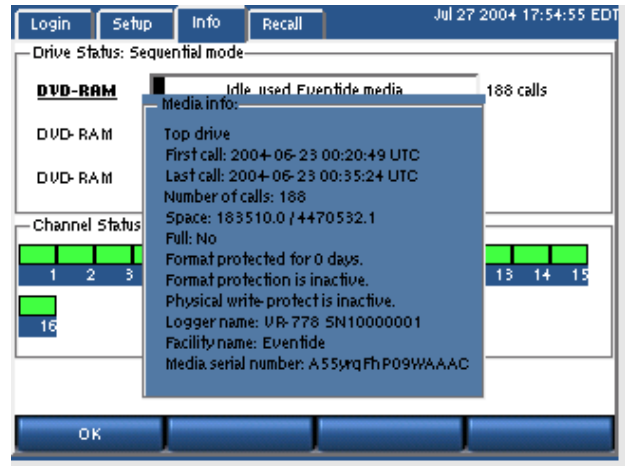 Login Setup Info Recall Jul 27 2004 17:54:55 EDT
Drive Status: Sequential mode
DVD-RAM Idle used Eventide media 188 calls
Media info:
DVD-RAM Top drive
First call: 2004-06-23 00:20:49 UTC
DVD-RAM Last call: 2004-06-23 00:35:24 UTC
Number of calls: 188
Channel Status Space: 183510.0 / 4470532.1
Full: No
Format protected for 0 days.
1 2 3 Format protection is inactive. 13 14 15
Physical write-protect is inactive.
16 Logger name: VR-778 SN10000001
Facility name: Eventide
Media serial number: A55yrqFhP09WAAAC
OK